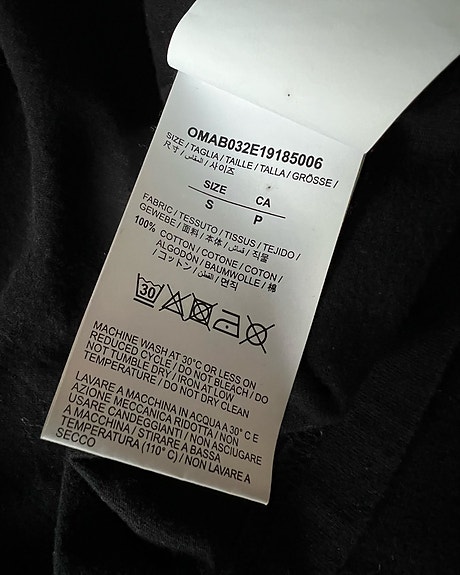 OMAB032E19185006
SIZE / TAGLIA / TAILLE / TALLA / GRÖSSE /
尺寸 / المقاس / 사이즈
SIZE CA
S P
FABRIC / TESSUTO / TISSUS / TEJIDO /
GEWEBE / 面料 / 本体 / قماش / 직물
100% COTTON / COTONE / COTON /
ALGODÓN / BAUMWOLLE / 棉
/ コットン / القطن / 면직
30
MACHINE WASH AT 30°C OR LESS ON
REDUCED CYCLE / DO NOT BLEACH / DO
NOT TUMBLE DRY / IRON AT LOW
TEMPERATURE / DO NOT DRY CLEAN
LAVARE A MACCHINA IN ACQUA A 30° C E
AZIONE MECCANICA RIDOTTA / NON
USARE CANDEGGIANTI / NON ASCIUGARE
A MACCHINA / STIRARE A BASSA
TEMPERATURA (110° C) / NON LAVARE A
SECCO